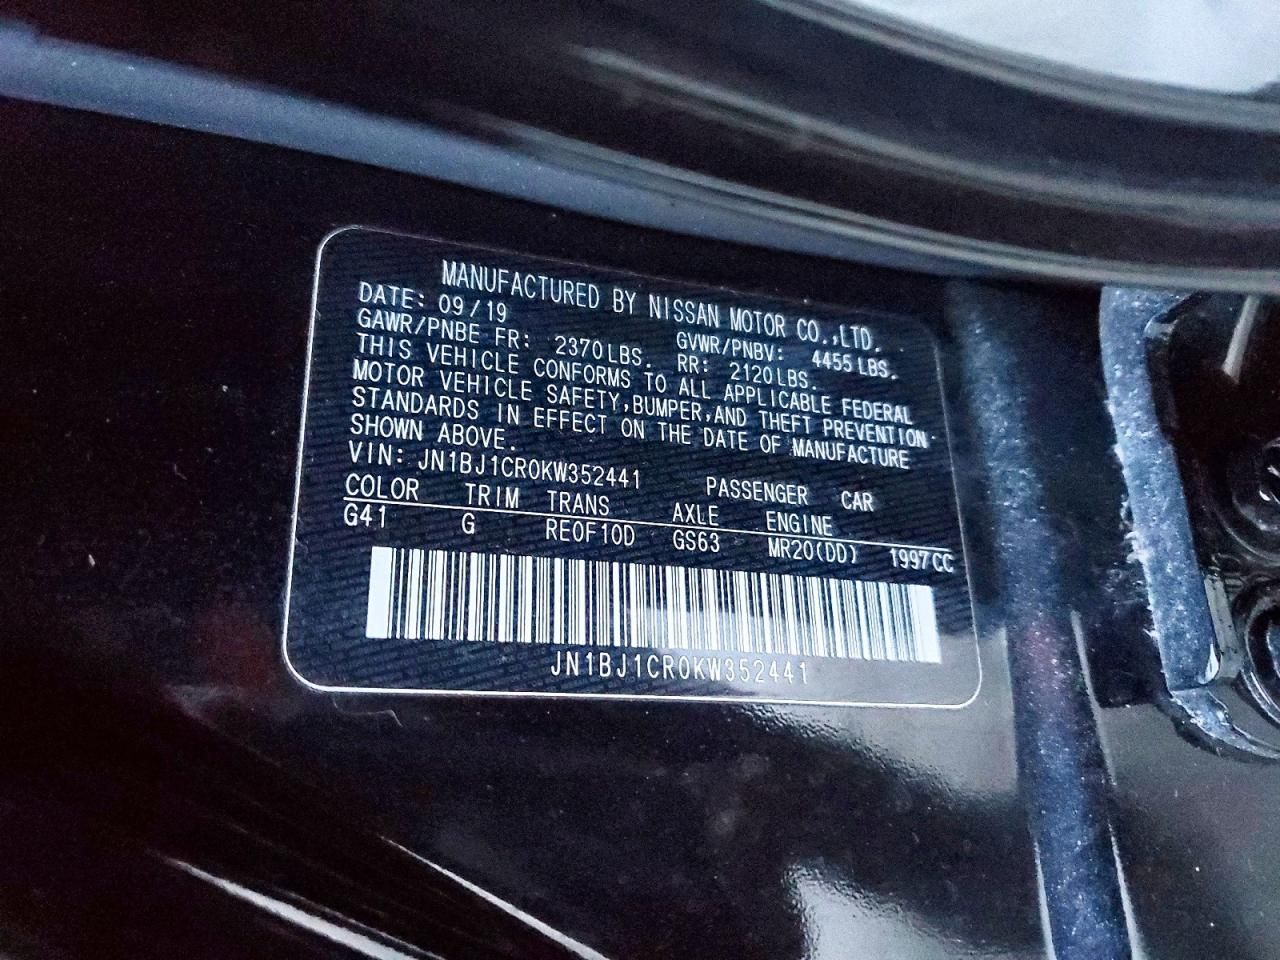 MANUFACTURED BY NISSAN MOTOR CO.,LTD.
DATE: 09/19 GVWR/PNBV: 4455LBS.
GAWR/PNBE FR: 2370LBS. RR: 2120LBS.
THIS VEHICLE CONFORMS TO ALL APPLICABLE FEDERAL
MOTOR VEHICLE SAFETY,BUMPER,AND THEFT PREVENTION
STANDARDS IN EFFECT ON THE DATE OF MANUFACTURE
SHOWN ABOVE.
VIN: JN1BJ1CR0KW352441 PASSENGER CAR
COLOR TRIM TRANS AXLE ENGINE
G41 G RE0F10D GS63 MR20(DD) 1997CC
JN1BJ1CR0KW352441